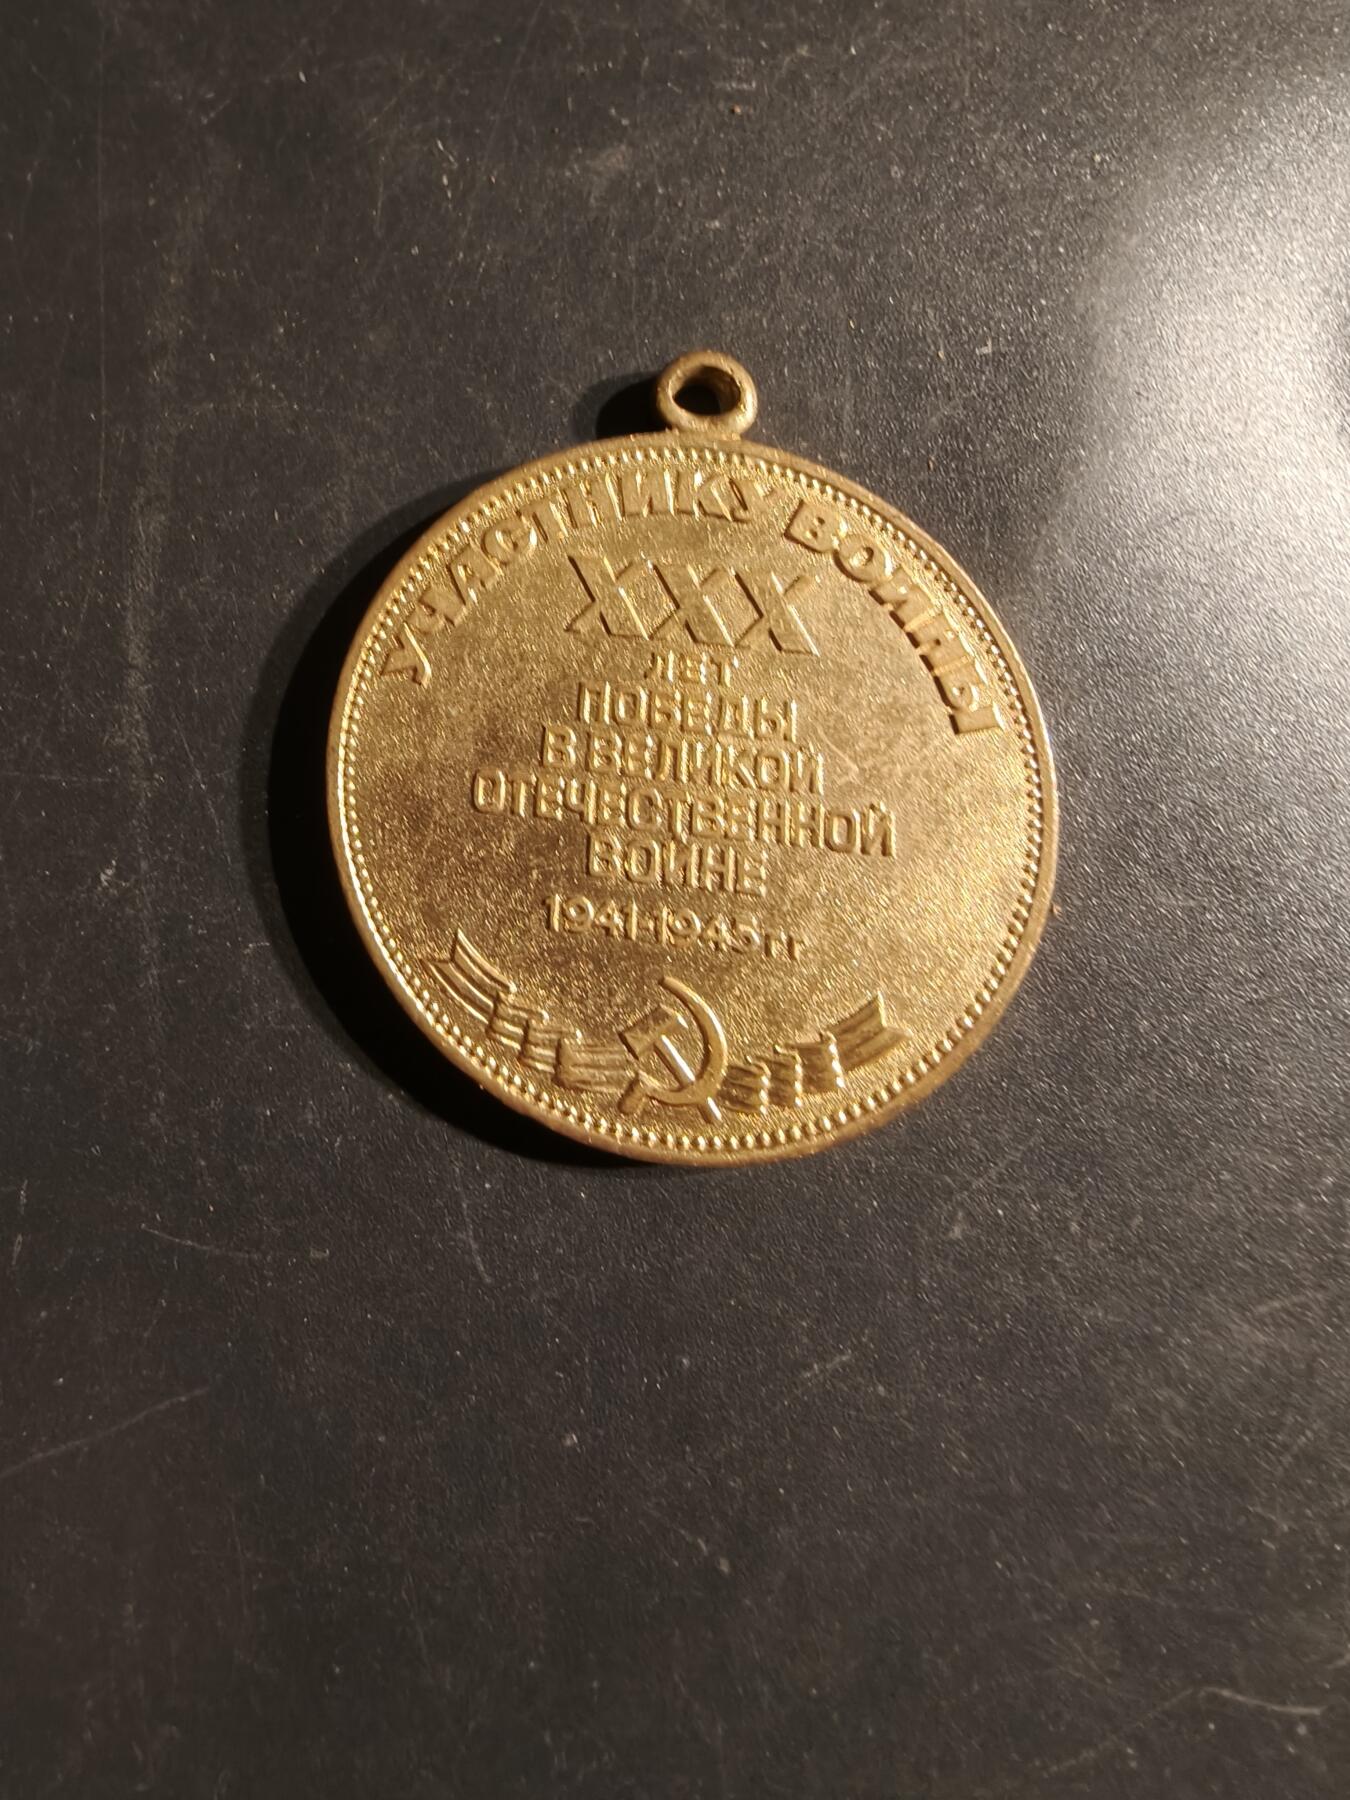 УЧАСТНИКУ ВОЙНЫ
XXX
ЛЕТ
ПОБЕДЫ
В ВЕЛИКОЙ
ОТЕЧЕСТВЕННОЙ
ВОЙНЕ
1941-1945 гг